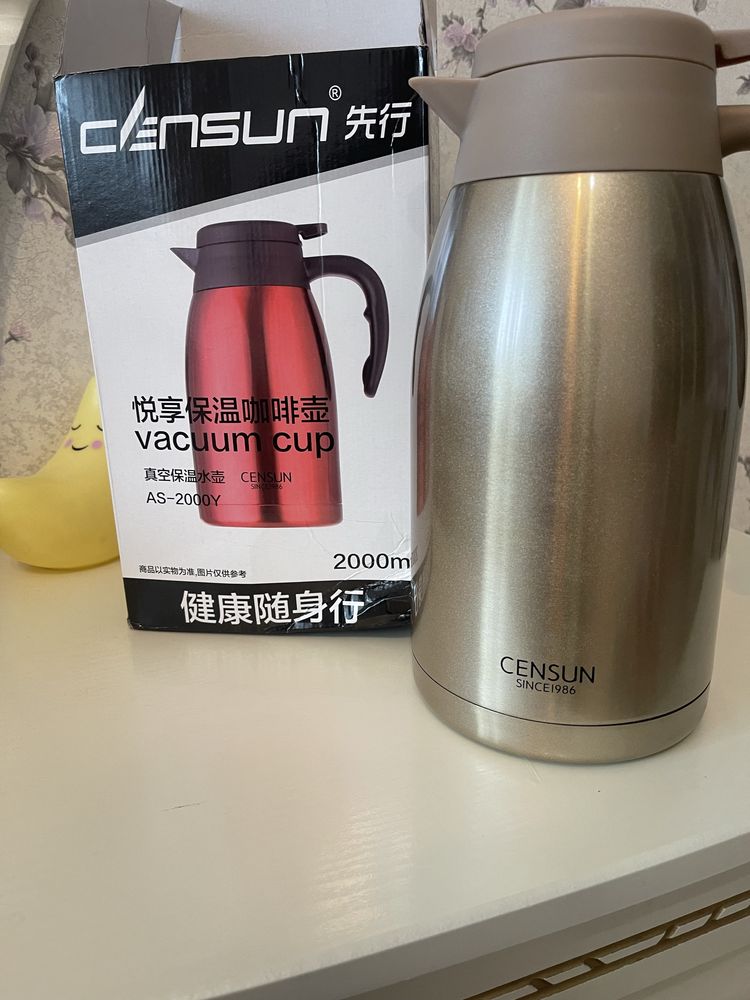 CENSUN® 先行
悦享保温咖啡壶
vacuum cup
真空保温水壶 CENSUN
SINCE1986
AS-2000Y
商品以实物为准,图片仅供参考
2000m
健康随身行
CENSUN
SINCE1986